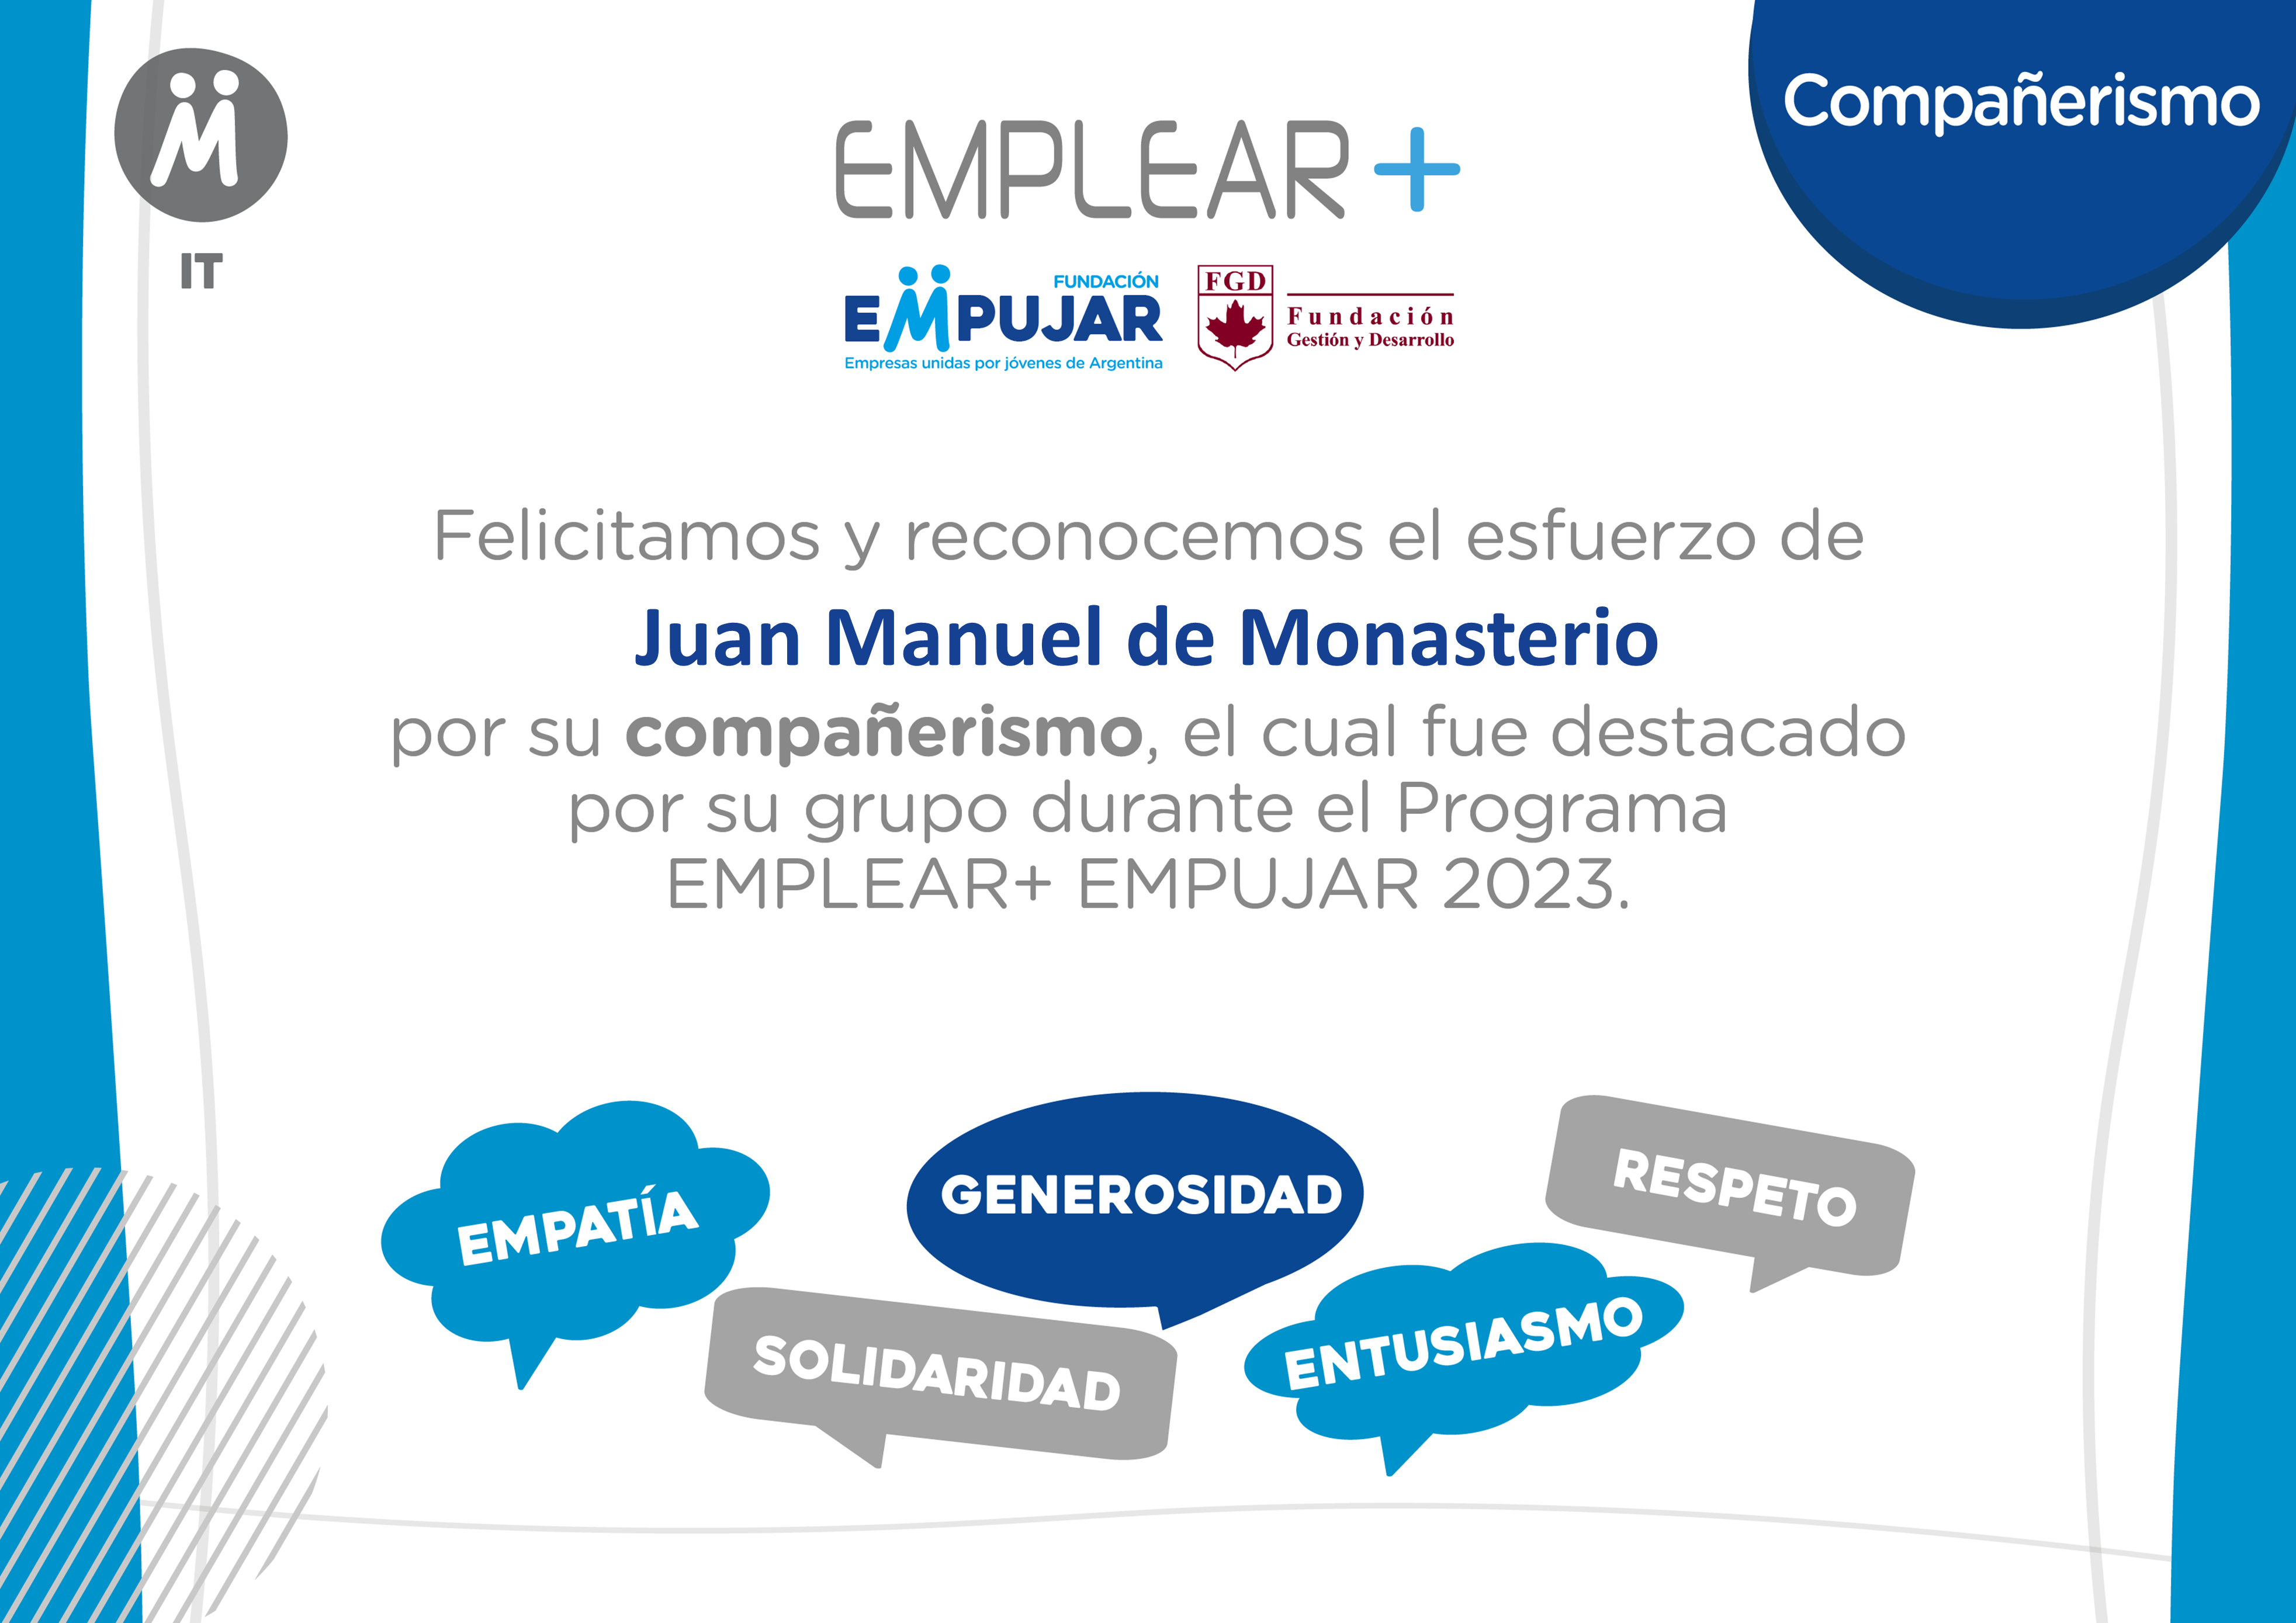 IT
Compañerismo
EMPLEAR+
FUNDACIÓN
EMPUJAR
Empresas unidas por jóvenes de Argentina
FGD
Fundación
Gestión y Desarrollo
Felicitamos y reconocemos el esfuerzo de
Juan Manuel de Monasterio
por su compañerismo, el cual fue destacado
por su grupo durante el Programa
EMPLEAR+ EMPUJAR 2023.
EMPATÍA
GENEROSIDAD
RESPETO
SOLIDARIDAD
ENTUSIASMO